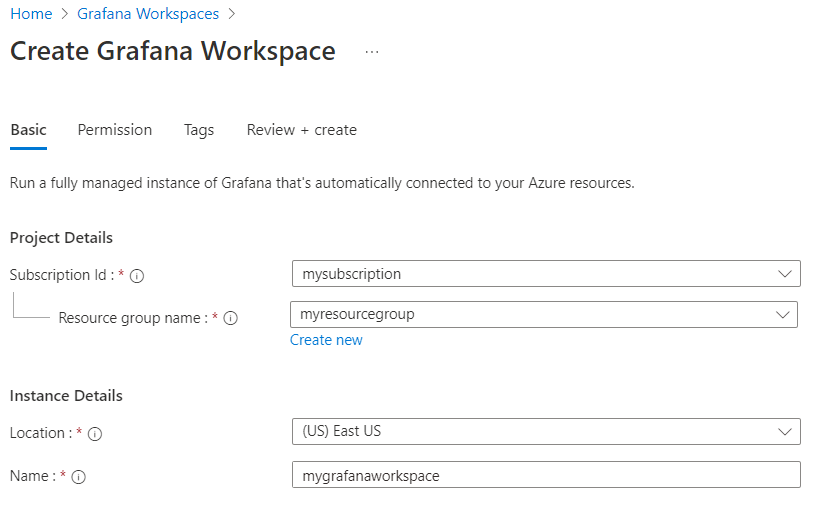 Home > Grafana Workspaces >
Create Grafana Workspace ...
Basic Permission Tags Review + create
Run a fully managed instance of Grafana that's automatically connected to your Azure resources.
Project Details
Subscription Id : * mysubscription
Resource group name : * myresourcegroup
Create new
Instance Details
Location : * (US) East US
Name : * mygrafanaworkspace